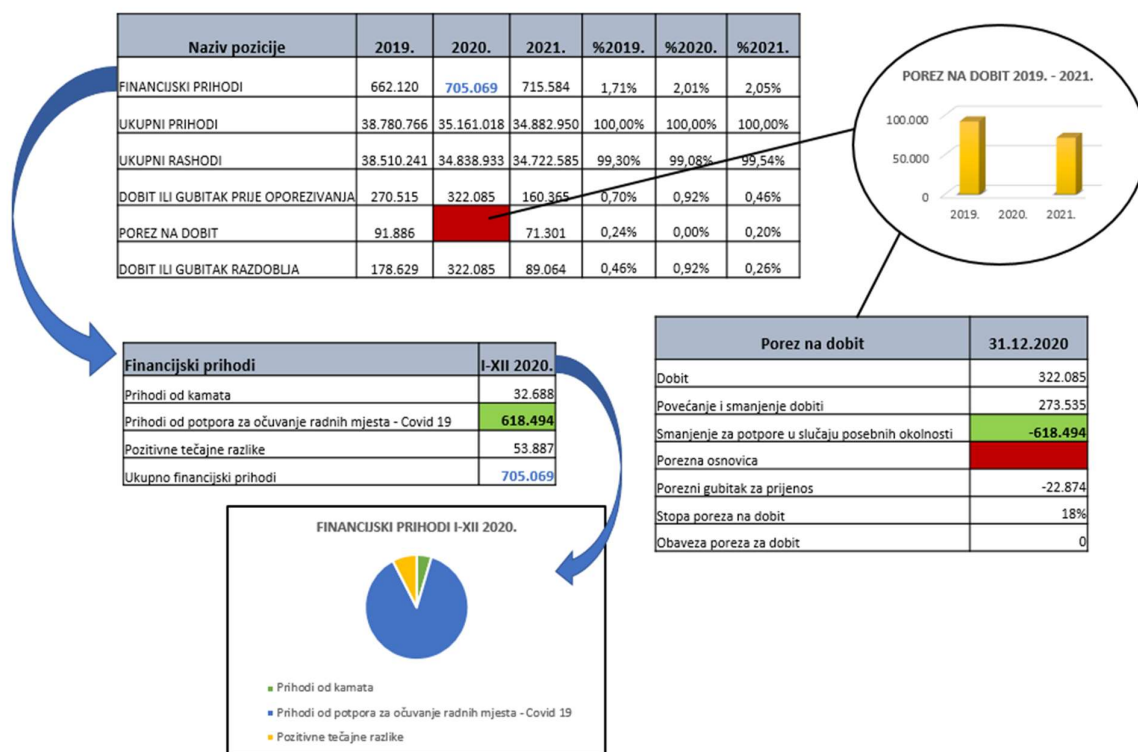 Naziv pozicije 2019. 2020. 2021. %2019. %2020. %2021.
FINANCIJSKI PRIHODI 662.120 705.069 715.584 1,71% 2,01% 2,05%
UKUPNI PRIHODI 38.780.766 35.161.018 34.882.950 100,00% 100,00% 100,00%
UKUPNI RASHODI 38.510.241 34.838.933 34.722.585 99,30% 99,08% 99,54%
DOBIT ILI GUBITAK PRIJE OPOREZIVANJA 270.515 322.085 160.365 0,70% 0,92% 0,46%
POREZ NA DOBIT 91.886 71.301 0,24% 0,00% 0,20%
DOBIT ILI GUBITAK RAZDOBLJA 178.629 322.085 89.064 0,46% 0,92% 0,26%
POREZ NA DOBIT 2019. - 2021.
100.000
50.000
0
2019. 2020. 2021.
Financijski prihodi I-XII 2020.
Prihodi od kamata 32.688
Prihodi od potpora za očuvanje radnih mjesta - Covid 19 618.494
Pozitivne tečajne razlike 53.887
Ukupno financijski prihodi 705.069
Porez na dobit 31.12.2020
Dobit 322.085
Povećanje i smanjenje dobiti 273.535
Smanjenje za potpore u slučaju posebnih okolnosti -618.494
Porezna osnovica
Porezni gubitak za prijenos -22.874
Stopa poreza na dobit 18%
Obaveza poreza za dobit 0
FINANCIJSKI PRIHODI I-XII 2020.
Prihodi od kamata
Prihodi od potpora za očuvanje radnih mjesta - Covid 19
Pozitivne tečajne razlike